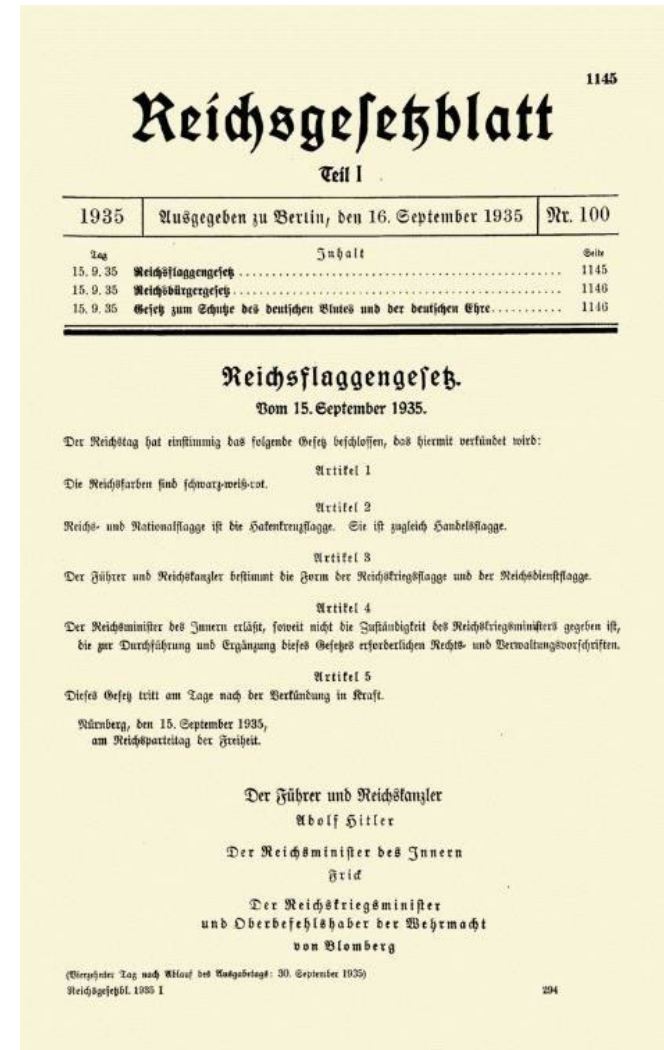 1145
Reichsgesetzblatt
Teil I
1935 Ausgegeben zu Berlin, den 16. September 1935 Nr. 100
Tag Inhalt Seite
15. 9. 35 Reichsflaggengesetz ........ 1145
15. 9. 35 Reichsbürgergesetz ........ 1146
15. 9. 35 Gesetz zum Schutze des deutschen Blutes und der deutschen Ehre ........ 1146
Reichsflaggengesetz.
Vom 15. September 1935.
Der Reichstag hat einstimmig das folgende Gesetz beschlossen, das hiermit verkündet wird:
Artikel 1
Die Reichsfarben sind schwarz-weiß-rot.
Artikel 2
Reichs- und Nationalflagge ist die Hakenkreuzflagge. Sie ist zugleich Handelsflagge.
Artikel 3
Der Führer und Reichskanzler bestimmt die Form der Reichskriegsflagge und der Reichsdienstflagge.
Artikel 4
Der Reichsminister des Innern erläßt, soweit nicht die Zuständigkeit des Reichskriegsministers gegeben ist,
die zur Durchführung und Ergänzung dieses Gesetzes erforderlichen Rechts- und Verwaltungsvorschriften.
Artikel 5
Dieses Gesetz tritt am Tage nach der Verkündung in Kraft.
Nürnberg, den 15. September 1935,
am Reichsparteitag der Freiheit.
Der Führer und Reichskanzler
Adolf Hitler
Der Reichsminister des Innern
Frick
Der Reichskriegsminister
und Oberbefehlshaber der Wehrmacht
von Blomberg
(Vierzehnter Tag nach Ablauf des Ausgabetags: 30. September 1935)
Reichsgesetzbl. 1935 I 294